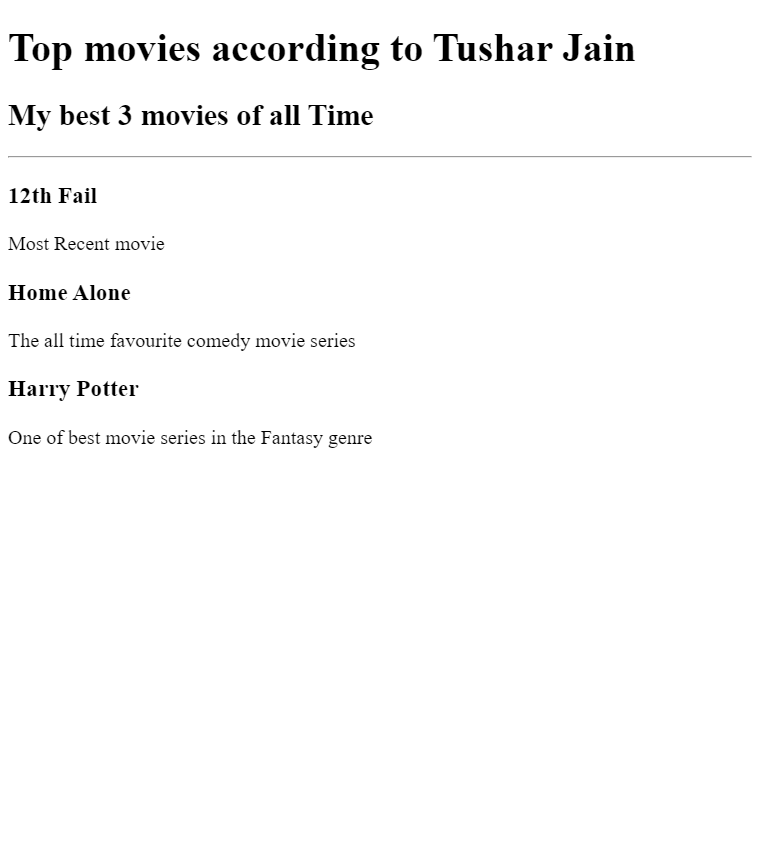 Top movies according to Tushar Jain
My best 3 movies of all Time
12th Fail
Most Recent movie
Home Alone
The all time favourite comedy movie series
Harry Potter
One of best movie series in the Fantasy genre